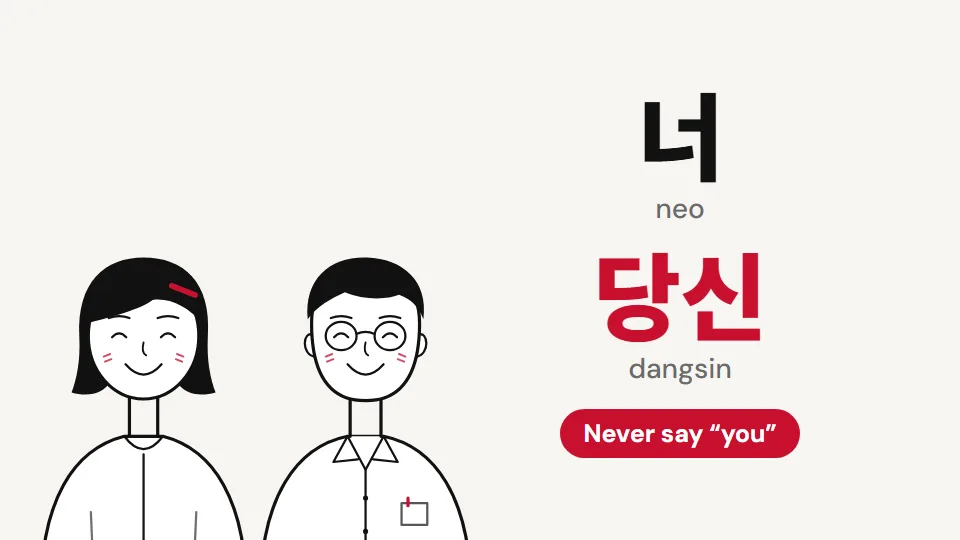 너
neo
당신
dangsin
Never say “you”